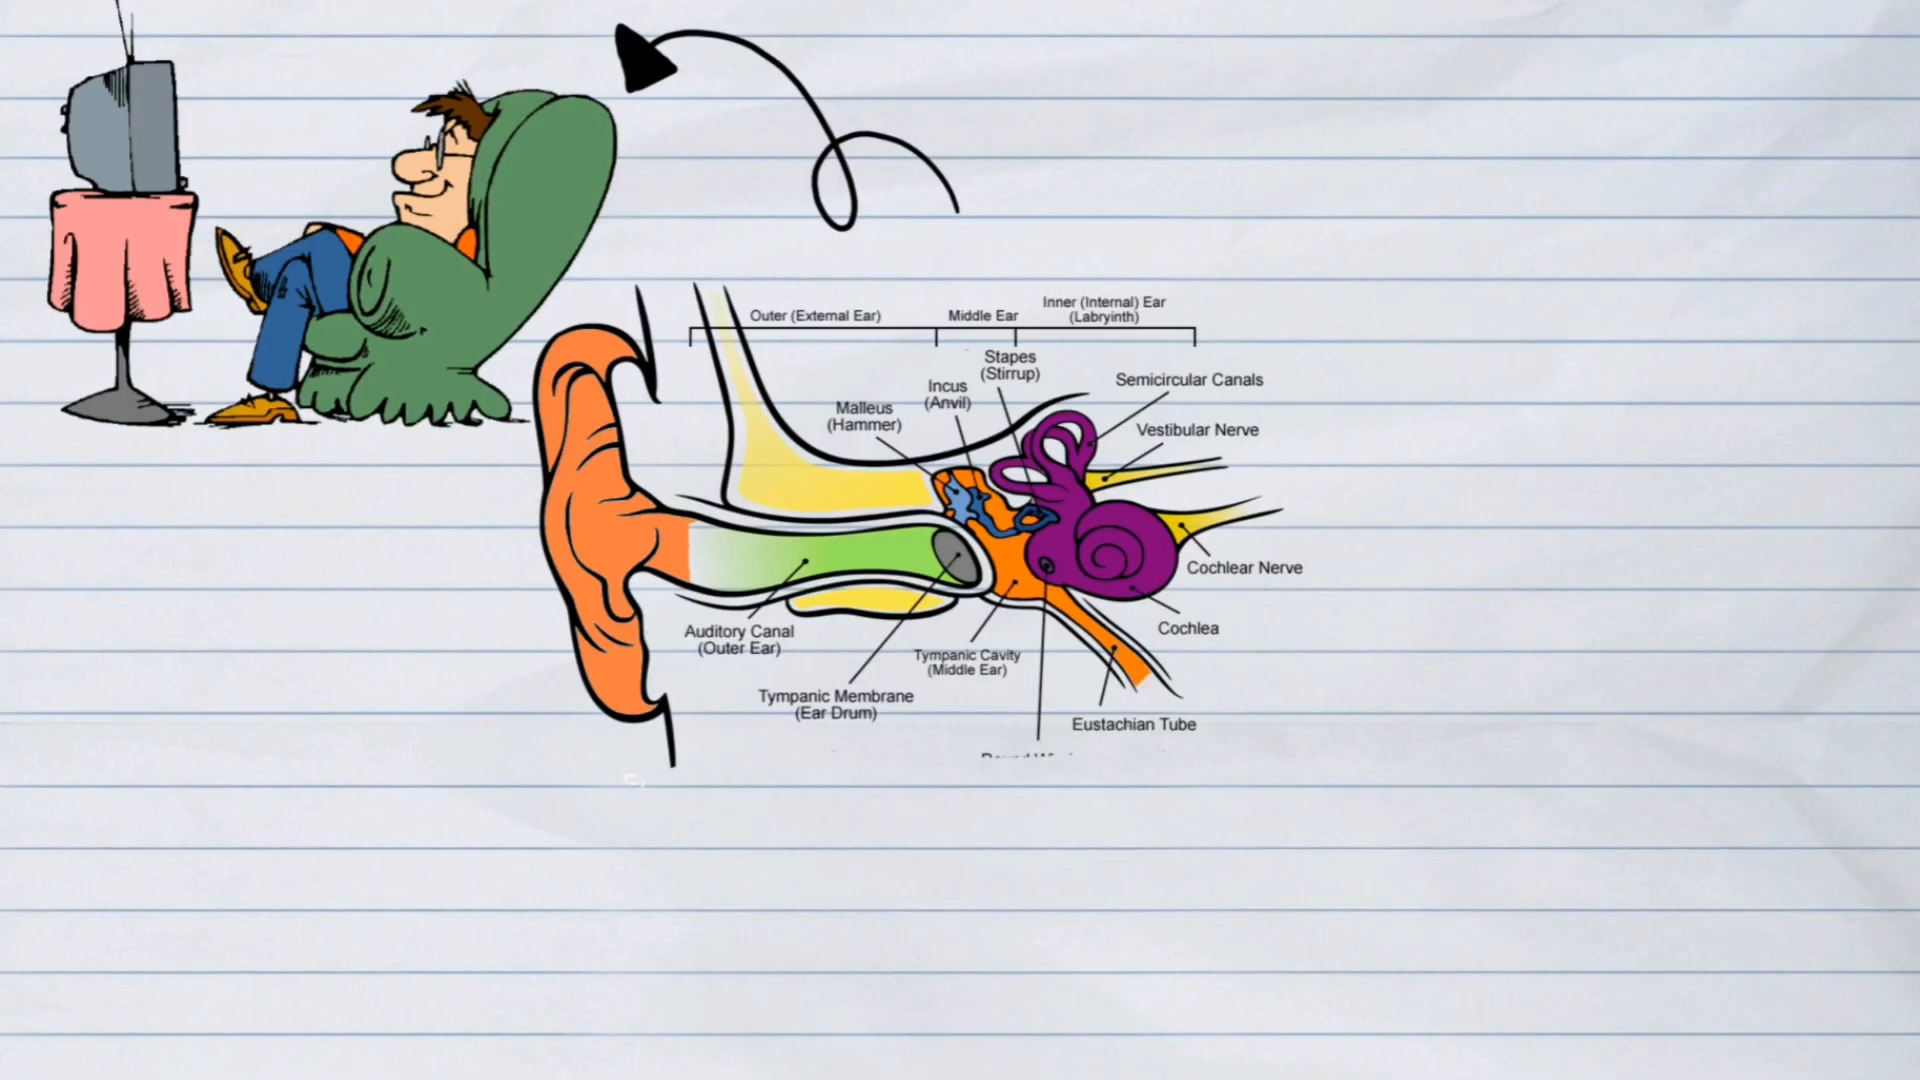 Outer (External Ear)
Middle Ear
Inner (Internal) Ear
(Labryinth)
Stapes
(Stirrup)
Incus
(Anvil)
Malleus
(Hammer)
Semicircular Canals
Vestibular Nerve
Cochlear Nerve
Cochlea
Auditory Canal
(Outer Ear)
Tympanic Cavity
(Middle Ear)
Tympanic Membrane
(Ear Drum)
Eustachian Tube